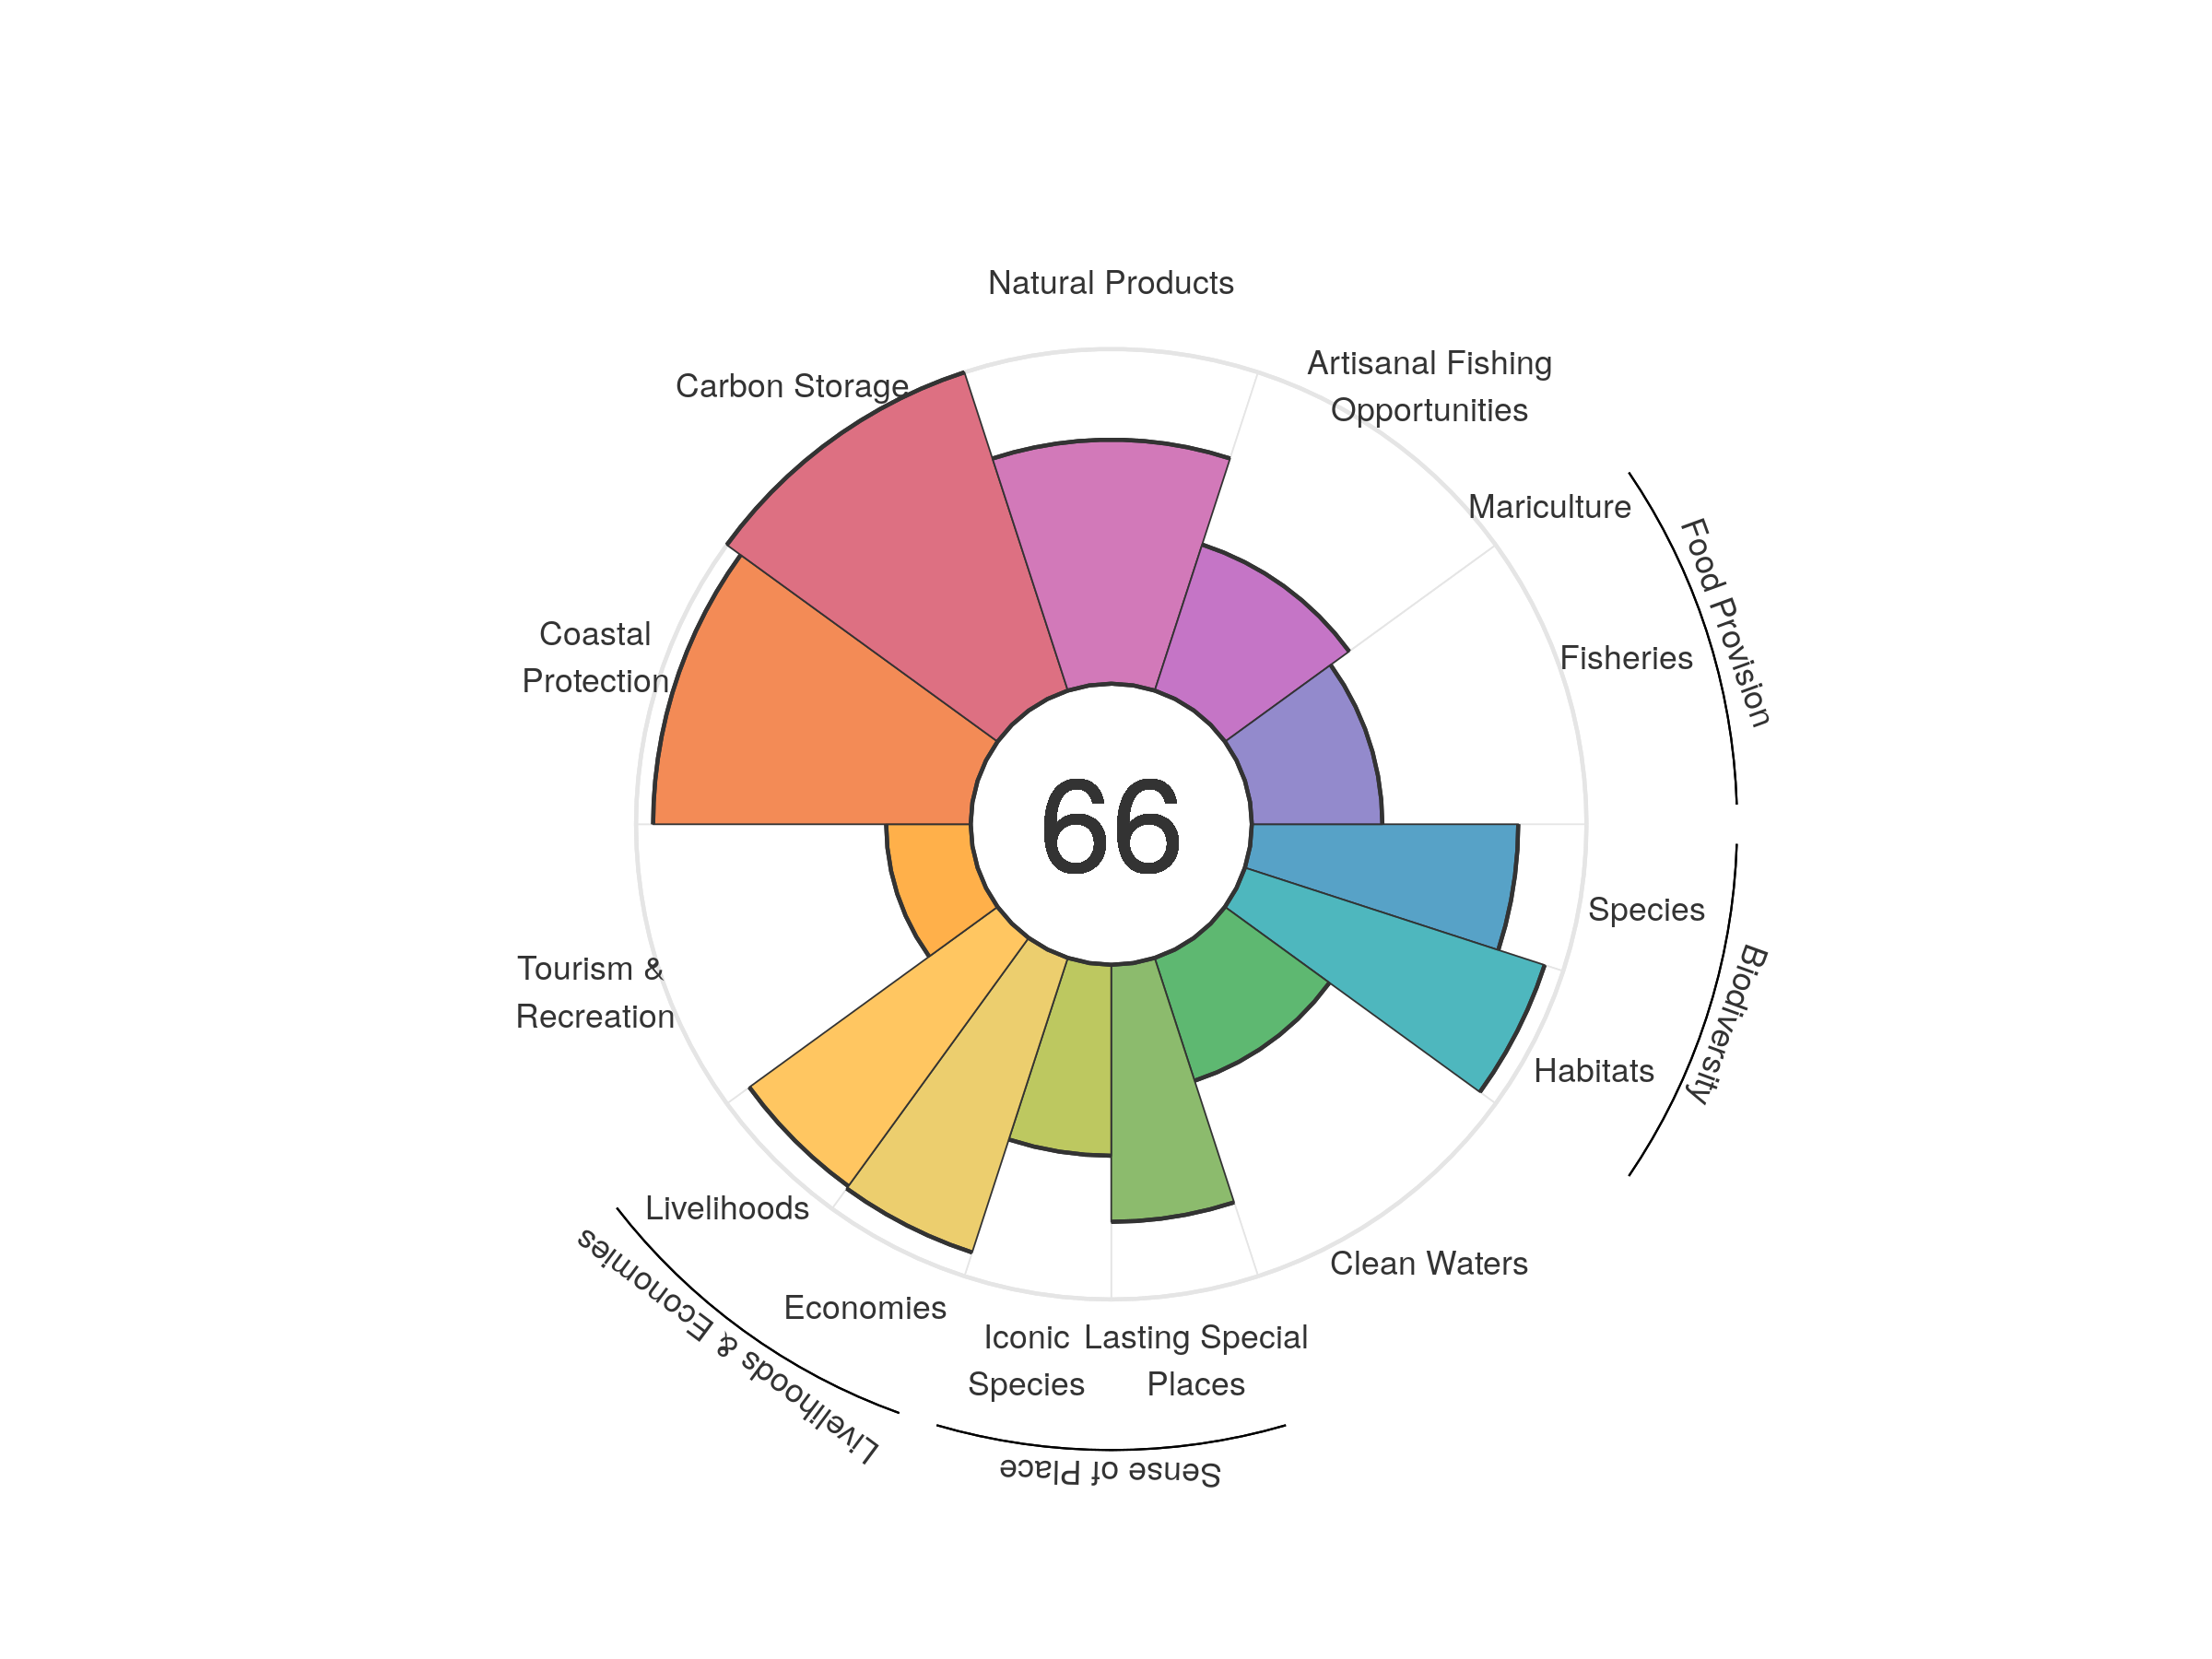 Natural Products
Artisanal Fishing
Opportunities
Carbon Storage
Mariculture
Food Provision
Fisheries
Coastal
Protection
66
Species
Biodiversity
Tourism &
Recreation
Habitats
Livelihoods
Clean Waters
Livelihoods & Economies
Economies
Iconic
Species
Lasting Special
Places
Sense of Place